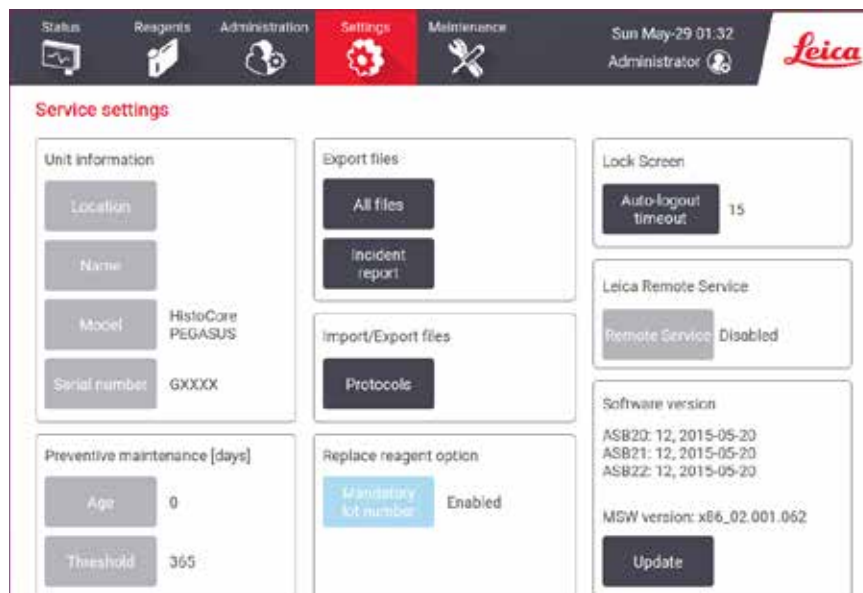 Status
Reagents
Administration
Settings
Maintenance
Sun May-29 01:32
Administrator
Leica
Service settings
Unit information
Location
Name
Model
HistoCore
PEGASUS
Serial number
GXXXX
Preventive maintenance [days]
Age
0
Threshold
365
Export files
All files
Incident
report
Import/Export files
Protocols
Replace reagent option
Mandatory
lot number
Enabled
Lock Screen
Auto-logout
timeout
15
Leica Remote Service
Remote Service
Disabled
Software version
ASB20: 12, 2015-05-20
ASB21: 12, 2015-05-20
ASB22: 12, 2015-05-20
MSW version: x86_02.001.062
Update